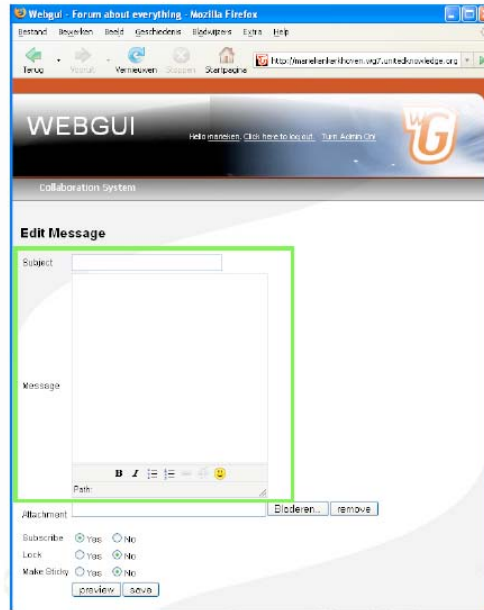 Webgui - Forum about everything - Mozilla Firefox
Bestand Bewerken Beeld Geschiedenis Bladwijzers Extra Help
Terug Vooruit Vernieuwen Stoppen Startpagina
WEBGUI
Hello marieken. Click here to log out. Turn Admin On!
Collaboration System
Edit Message
Subject
Message
B I
Path:
Attachment Bladeren... remove
Subscribe Yes No
Lock Yes No
Make Sticky Yes No
preview save